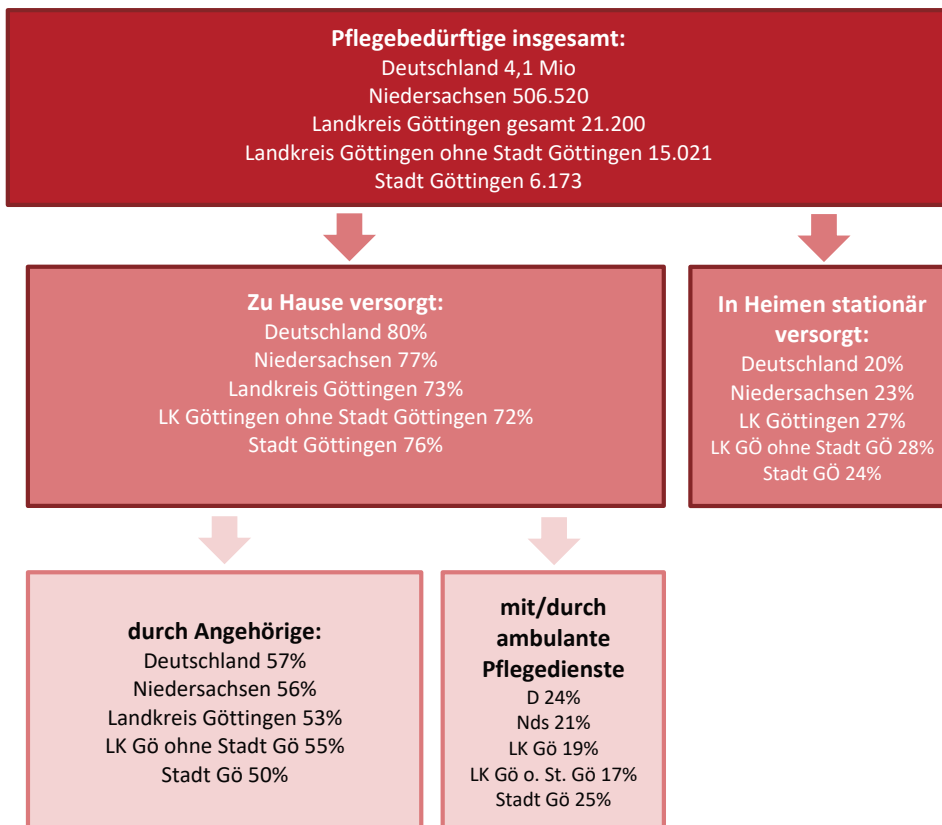 Pflegebedürftige insgesamt:
Deutschland 4,1 Mio
Niedersachsen 506.520
Landkreis Göttingen gesamt 21.200
Landkreis Göttingen ohne Stadt Göttingen 15.021
Stadt Göttingen 6.173
Zu Hause versorgt:
Deutschland 80%
Niedersachsen 77%
Landkreis Göttingen 73%
LK Göttingen ohne Stadt Göttingen 72%
Stadt Göttingen 76%
In Heimen stationär
versorgt:
Deutschland 20%
Niedersachsen 23%
LK Göttingen 27%
LK GÖ ohne Stadt GÖ 28%
Stadt GÖ 24%
durch Angehörige:
Deutschland 57%
Niedersachsen 56%
Landkreis Göttingen 53%
LK Gö ohne Stadt Gö 55%
Stadt Gö 50%
mit/durch
ambulante
Pflegedienste
D 24%
Nds 21%
LK Gö 19%
LK Gö o. St. Gö 17%
Stadt Gö 25%